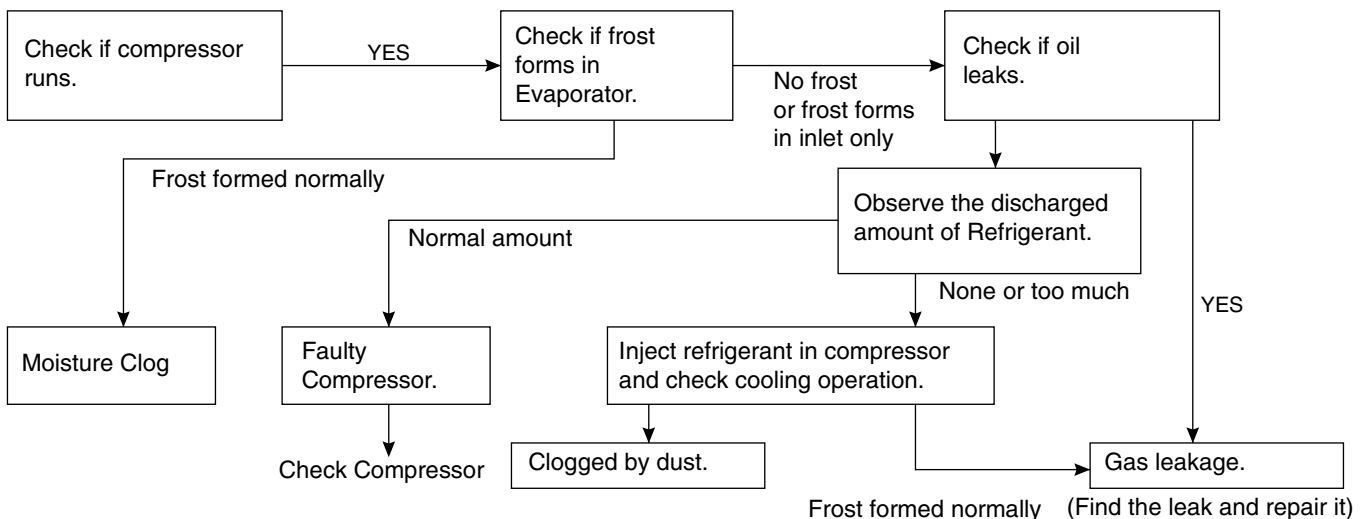 Check if compressor
runs.
YES
Check if frost
forms in
Evaporator.
No frost
or frost forms
in inlet only
Check if oil
leaks.
Frost formed normally
Observe the discharged
amount of Refrigerant.
Normal amount
None or too much
YES
Moisture Clog
Faulty
Compressor.
Inject refrigerant in compressor
and check cooling operation.
Check Compressor
Clogged by dust.
Gas leakage.
Frost formed normally
(Find the leak and repair it)